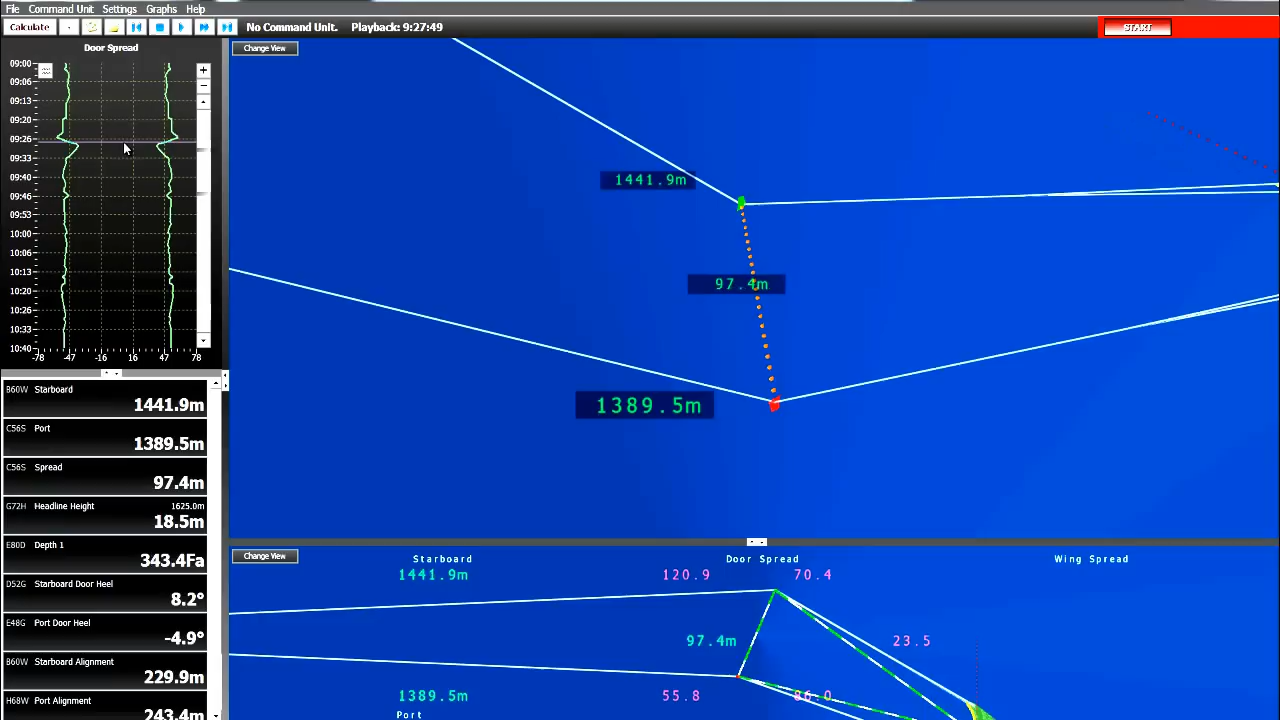 File Command Unit Settings Graphs Help
Calculate
No Command Unit. Playback: 9:27:49
START
Door Spread
09:00
09:06
09:13
09:20
09:26
09:33
09:40
09:46
09:53
10:00
10:06
10:13
10:20
10:26
10:33
10:40
-78 -47 -16 16 47 78
B60W Starboard
1441.9m
C56S Port
1389.5m
C56S Spread
97.4m
G72H Headline Height 1625.0m
18.5m
E80D Depth 1
343.4Fa
D52G Starboard Door Heel
8.2°
E48G Port Door Heel
-4.9°
B60W Starboard Alignment
229.9m
H68W Port Alignment
243.4m
Change View
1441.9m
97.4m
1389.5m
Change View
Starboard Door Spread Wing Spread
1441.9m 120.9 70.4
97.4m 23.5
1389.5m 55.8 86.0
Port